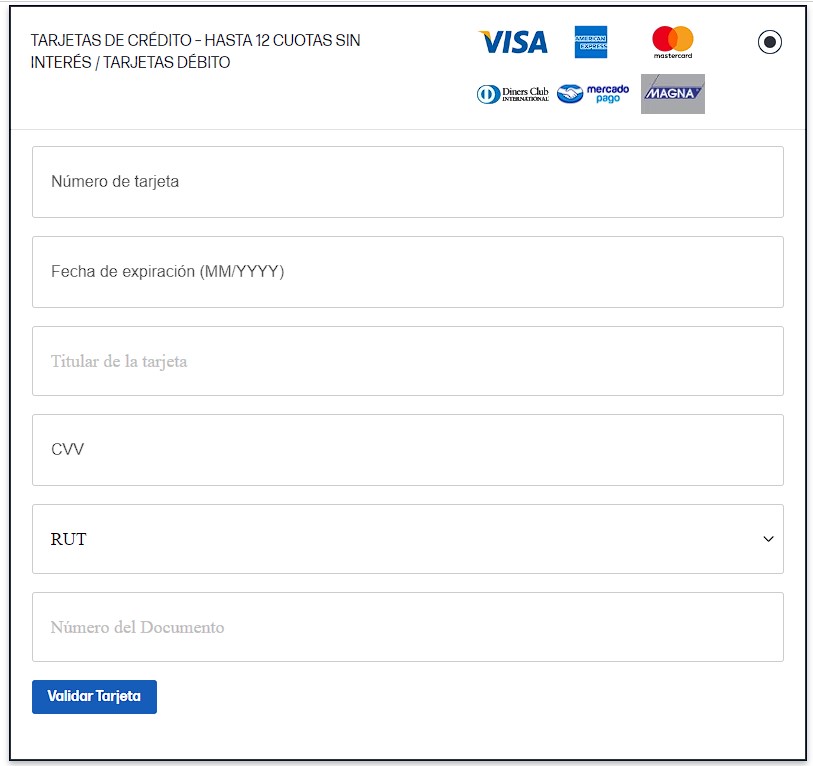 TARJETAS DE CRÉDITO - HASTA 12 CUOTAS SIN
INTERÉS / TARJETAS DÉBITO
VISA
AMERICAN
EXPRESS
mastercard
Diners Club
INTERNATIONAL
mercado
pago
MAGNA
Número de tarjeta
Fecha de expiración (MM/YYYY)
Titular de la tarjeta
CVV
RUT
Número del Documento
Validar Tarjeta